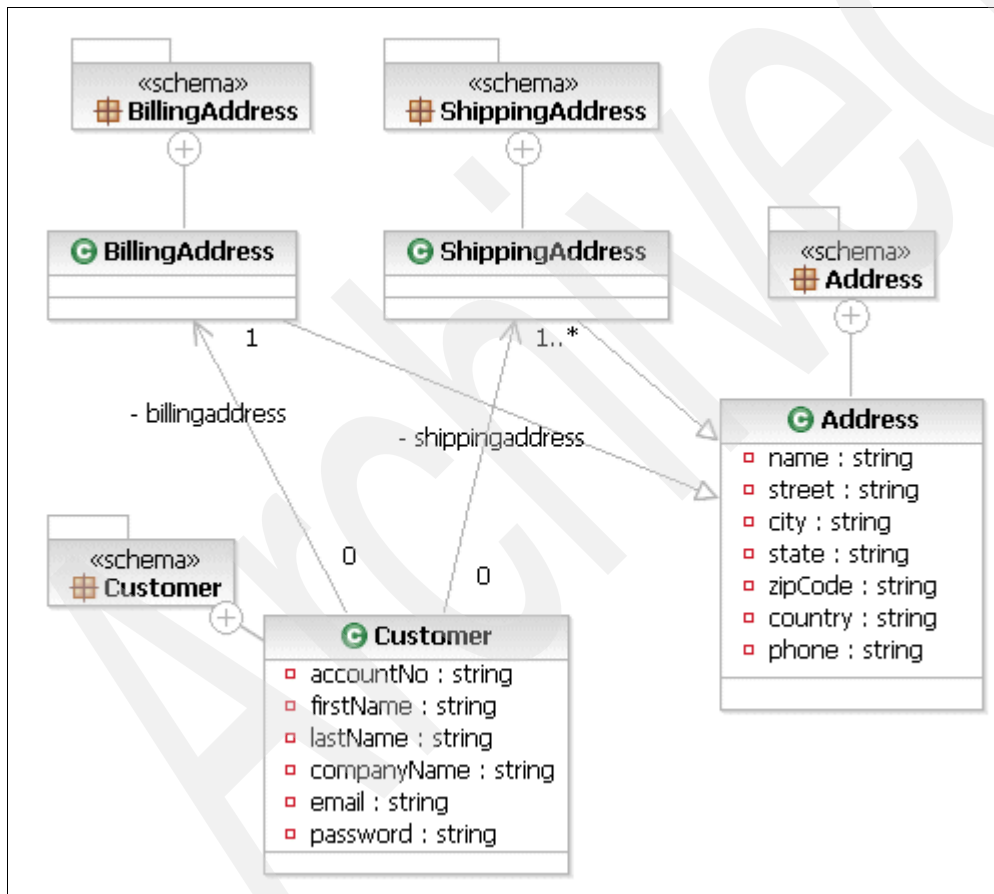 «schema»
BillingAddress
«schema»
ShippingAddress
BillingAddress
ShippingAddress
«schema»
Address
1
1..*
- billingaddress
- shippingaddress
Address
name : string
street : string
city : string
state : string
zipCode : string
country : string
phone : string
«schema»
Customer
0
0
Customer
accountNo : string
firstName : string
lastName : string
companyName : string
email : string
password : string
Archived